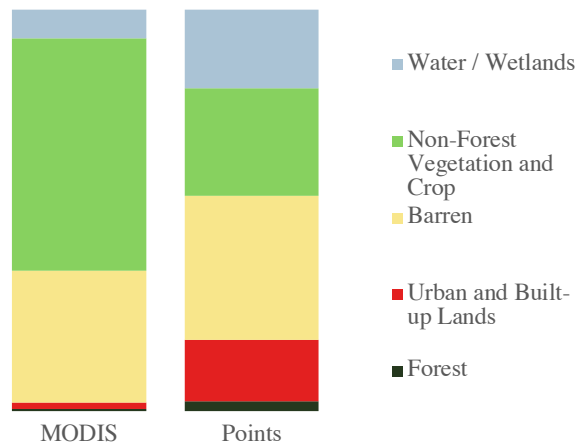 Water / Wetlands
Non-Forest
Vegetation and
Crop
Barren
Urban and Built-
up Lands
Forest
MODIS
Points